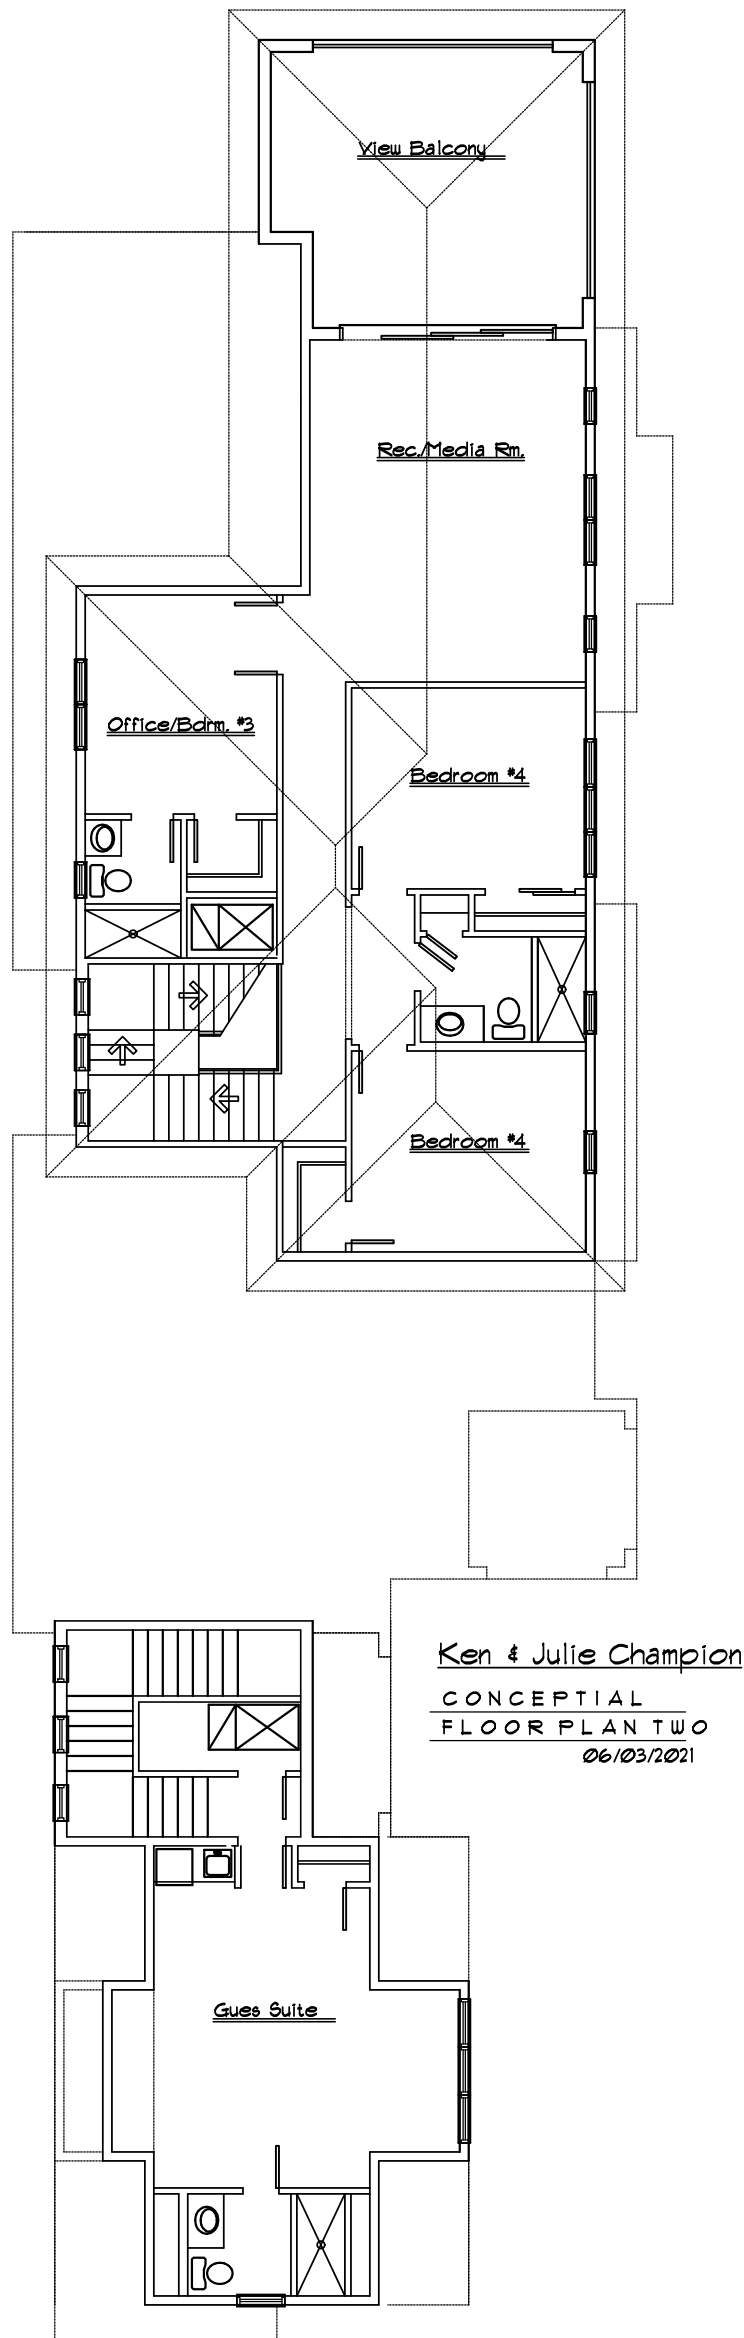 View Balcony
Rec./Media Rm.
Office/Bdrm. #3
Bedroom #4
Bedroom #4
Ken & Julie Champion
CONCEPTIAL
FLOOR PLAN TWO
06/03/2021
Gues Suite